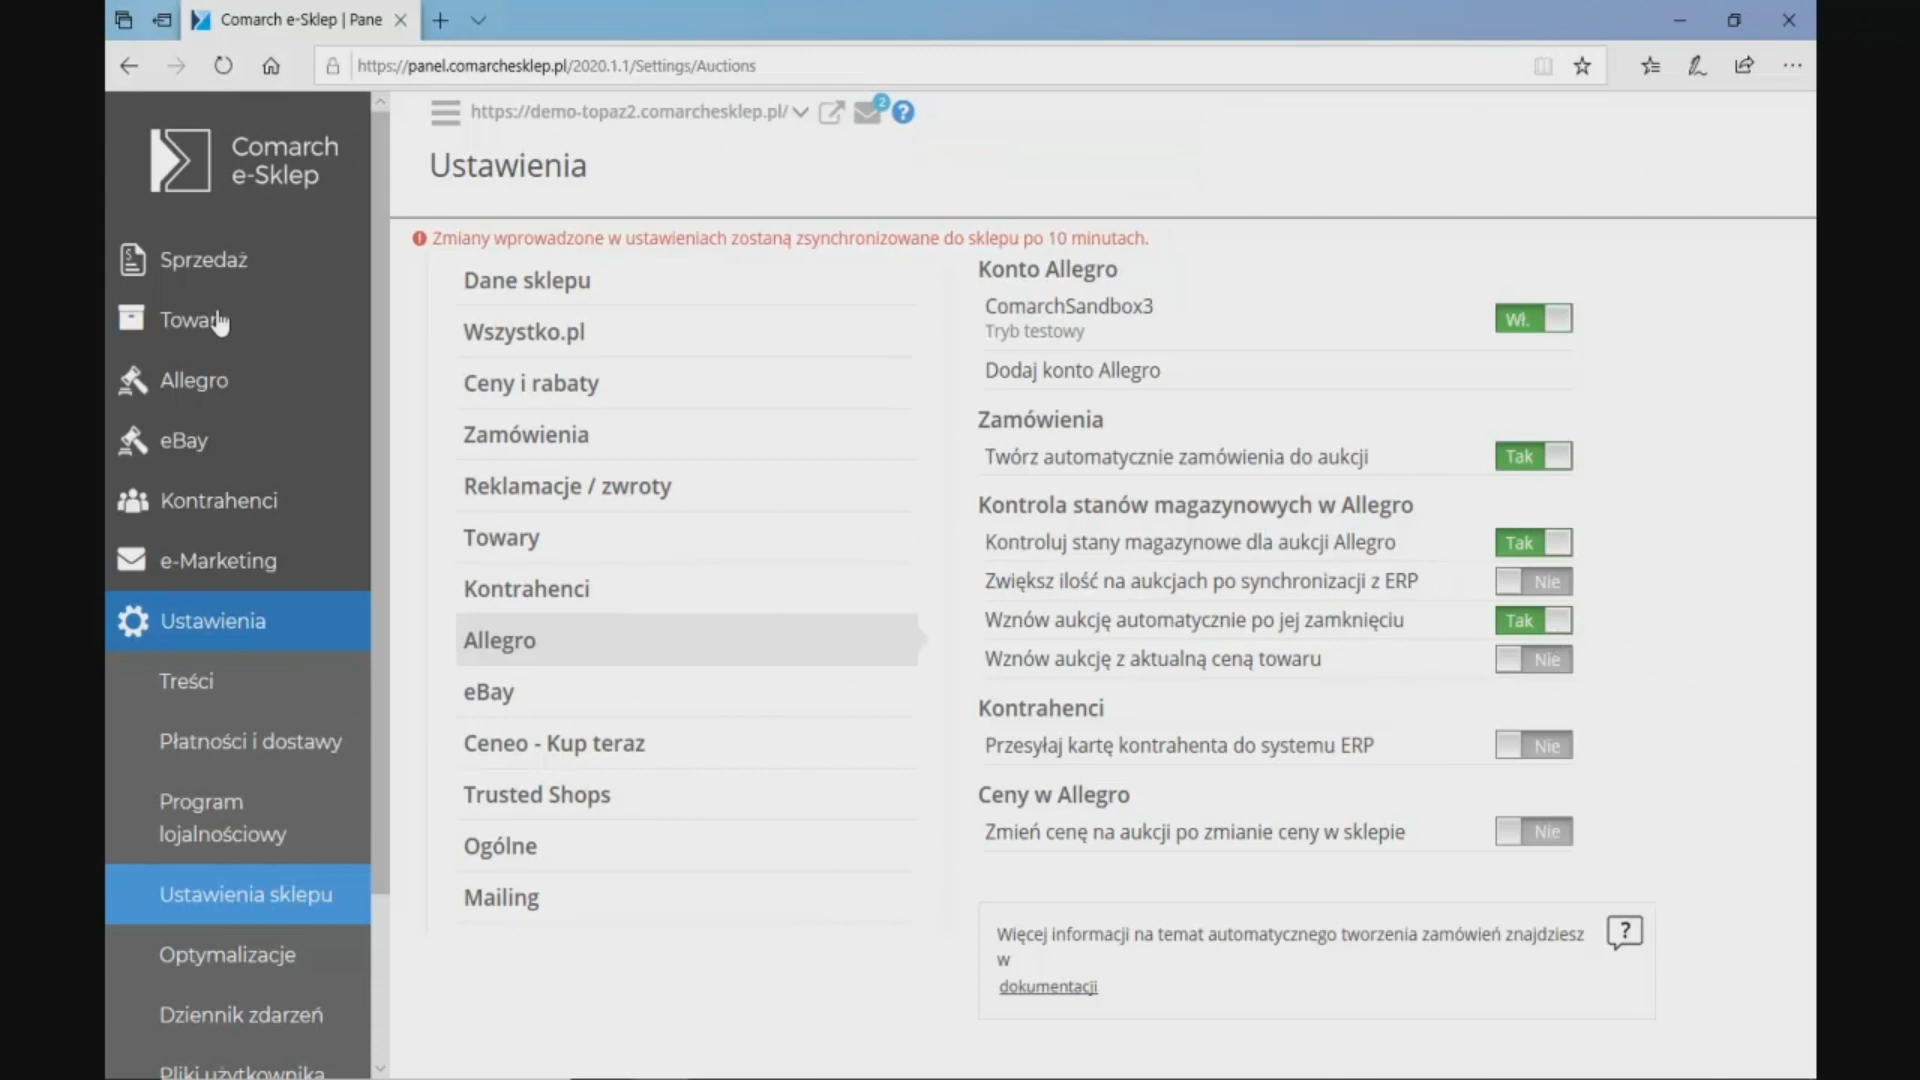 Comarch e-Sklep | Pane
https://panel.comarchesklep.pl/2020.1.1/Settings/Auctions
Comarch
e-Sklep
https://demo-topaz2.comarchesklep.pl/
2
?
Ustawienia
Zmiany wprowadzone w ustawieniach zostaną zsynchronizowane do sklepu po 10 minutach.
Sprzedaż
Allegro
eBay
Kontrahenci
e-Marketing
Ustawienia
Treści
Płatności i dostawy
Program
lojalnościowy
Ustawienia sklepu
Optymalizacje
Dziennik zdarzeń
Pliki użytkownika
Dane sklepu
Wszystko.pl
Ceny i rabaty
Zamówienia
Reklamacje / zwroty
Towary
Kontrahenci
Allegro
eBay
Ceneo - Kup teraz
Trusted Shops
Ogólne
Mailing
Konto Allegro
ComarchSandbox3
Tryb testowy
Wł.
Dodaj konto Allegro
Zamówienia
Twórz automatycznie zamówienia do aukcji Tak
Kontrola stanów magazynowych w Allegro
Kontroluj stany magazynowe dla aukcji Allegro Tak
Zwiększ ilość na aukcjach po synchronizacji z ERP Nie
Wznów aukcję automatycznie po jej zamknięciu Tak
Wznów aukcję z aktualną ceną towaru Nie
Kontrahenci
Przesyłaj kartę kontrahenta do systemu ERP Nie
Ceny w Allegro
Zmień cenę na aukcji po zmianie ceny w sklepie Nie
Więcej informacji na temat automatycznego tworzenia zamówień znajdziesz
w
dokumentacji
?